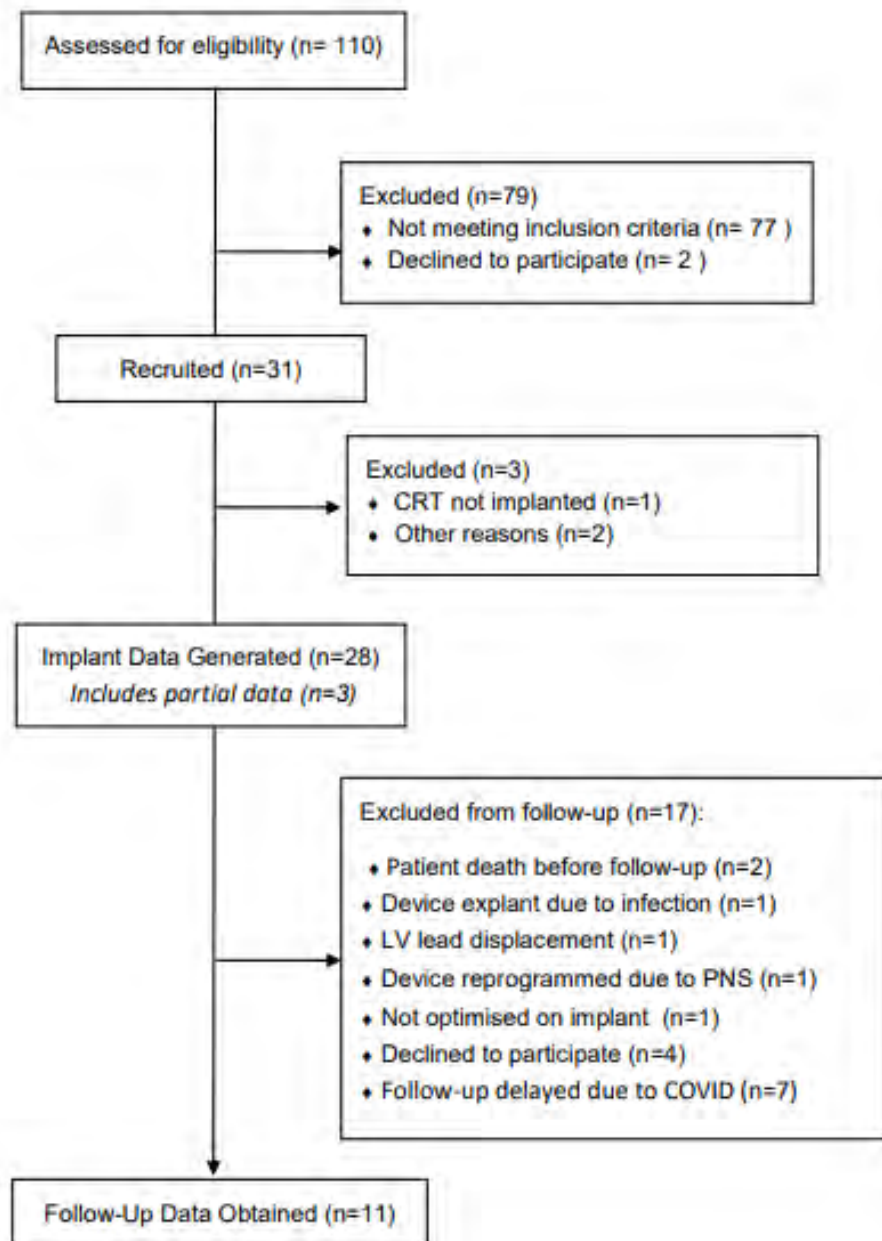 Assessed for eligibility (n= 110)
Excluded (n=79)
♦ Not meeting inclusion criteria (n= 77 )
♦ Declined to participate (n= 2 )
Recruited (n=31)
Excluded (n=3)
♦ CRT not implanted (n=1)
♦ Other reasons (n=2)
Implant Data Generated (n=28)
Includes partial data (n=3)
Excluded from follow-up (n=17):
♦ Patient death before follow-up (n=2)
♦ Device explant due to infection (n=1)
♦ LV lead displacement (n=1)
♦ Device reprogrammed due to PNS (n=1)
♦ Not optimised on implant (n=1)
♦ Declined to participate (n=4)
♦ Follow-up delayed due to COVID (n=7)
Follow-Up Data Obtained (n=11)